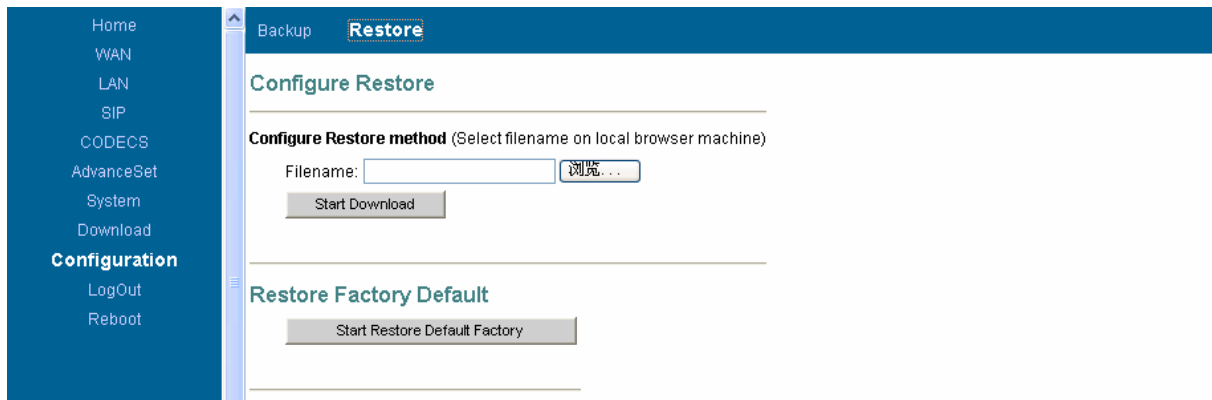 Home
WAN
LAN
SIP
CODECS
AdvanceSet
System
Download
Configuration
LogOut
Reboot
Backup Restore
Configure Restore
Configure Restore method (Select filename on local browser machine)
Filename: 浏览...
Start Download
Restore Factory Default
Start Restore Default Factory